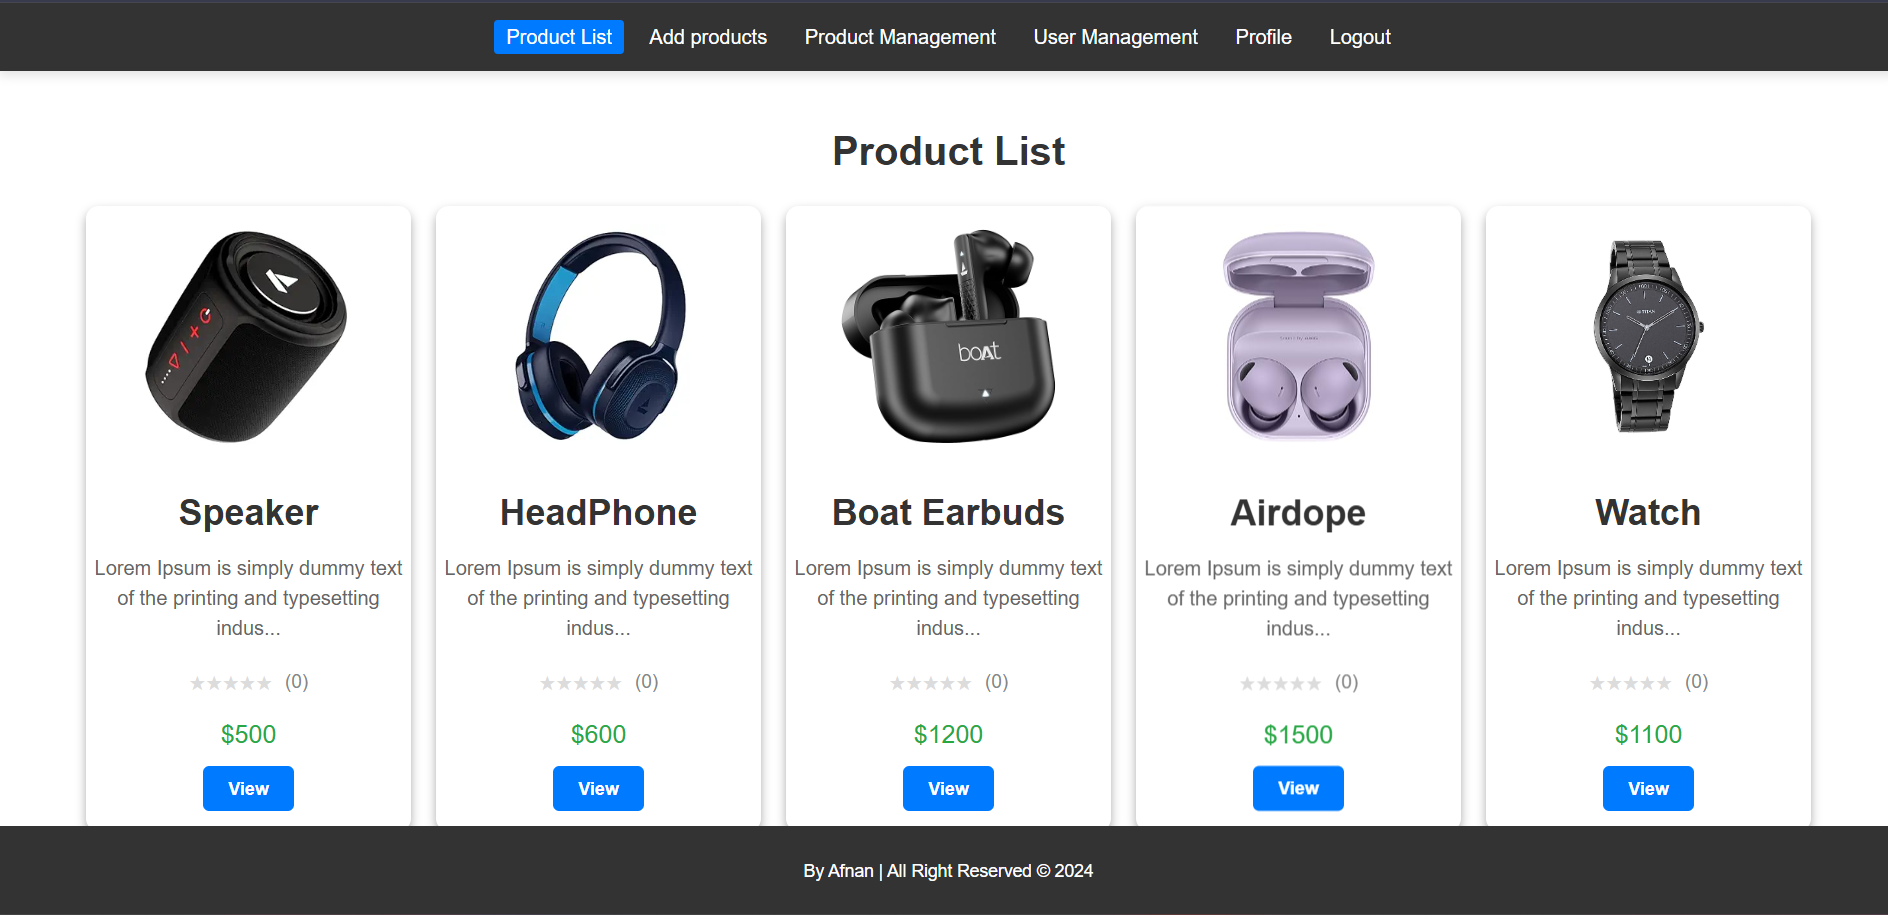 Product List Add products Product Management User Management Profile Logout
Product List
boAt
TITAN
Speaker
Lorem Ipsum is simply dummy text
of the printing and typesetting
indus...
★★★★★ (0)
$500
View
HeadPhone
Lorem Ipsum is simply dummy text
of the printing and typesetting
indus...
★★★★★ (0)
$600
View
Boat Earbuds
Lorem Ipsum is simply dummy text
of the printing and typesetting
indus...
★★★★★ (0)
$1200
View
Airdope
Lorem Ipsum is simply dummy text
of the printing and typesetting
indus...
★★★★★ (0)
$1500
View
Watch
Lorem Ipsum is simply dummy text
of the printing and typesetting
indus...
★★★★★ (0)
$1100
View
By Afnan | All Right Reserved © 2024